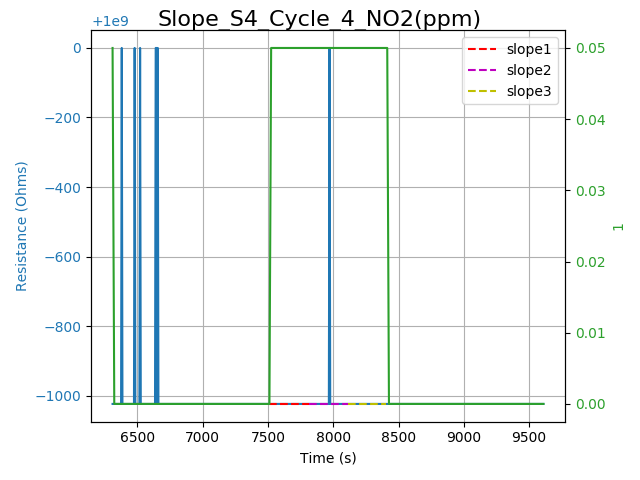 Slope_S4_Cycle_4_NO2(ppm)
+1e9
0
−200
−400
−600
−800
−1000
Resistance (Ohms)
6500 7000 7500 8000 8500 9000 9500
Time (s)
slope1
slope2
slope3
0.05
0.04
0.03
0.02
0.01
0.00
1